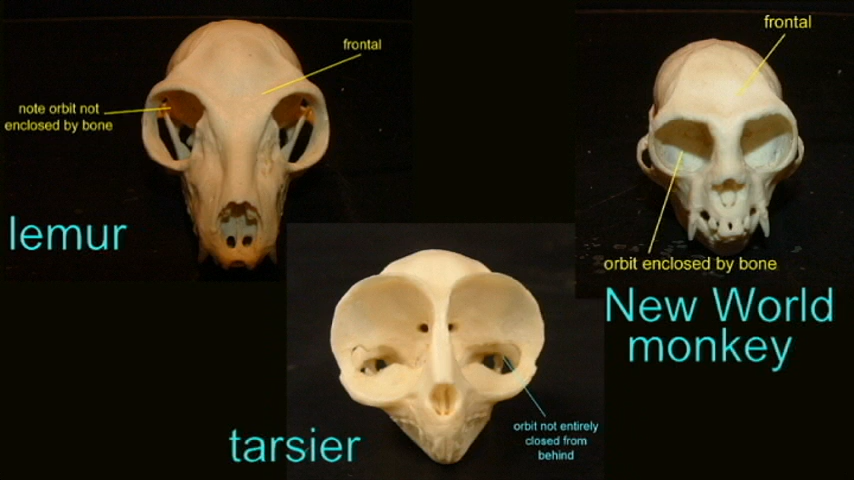 frontal
note orbit not
enclosed by bone
lemur
frontal
orbit enclosed by bone
New World
monkey
tarsier
orbit not entirely
closed from
behind